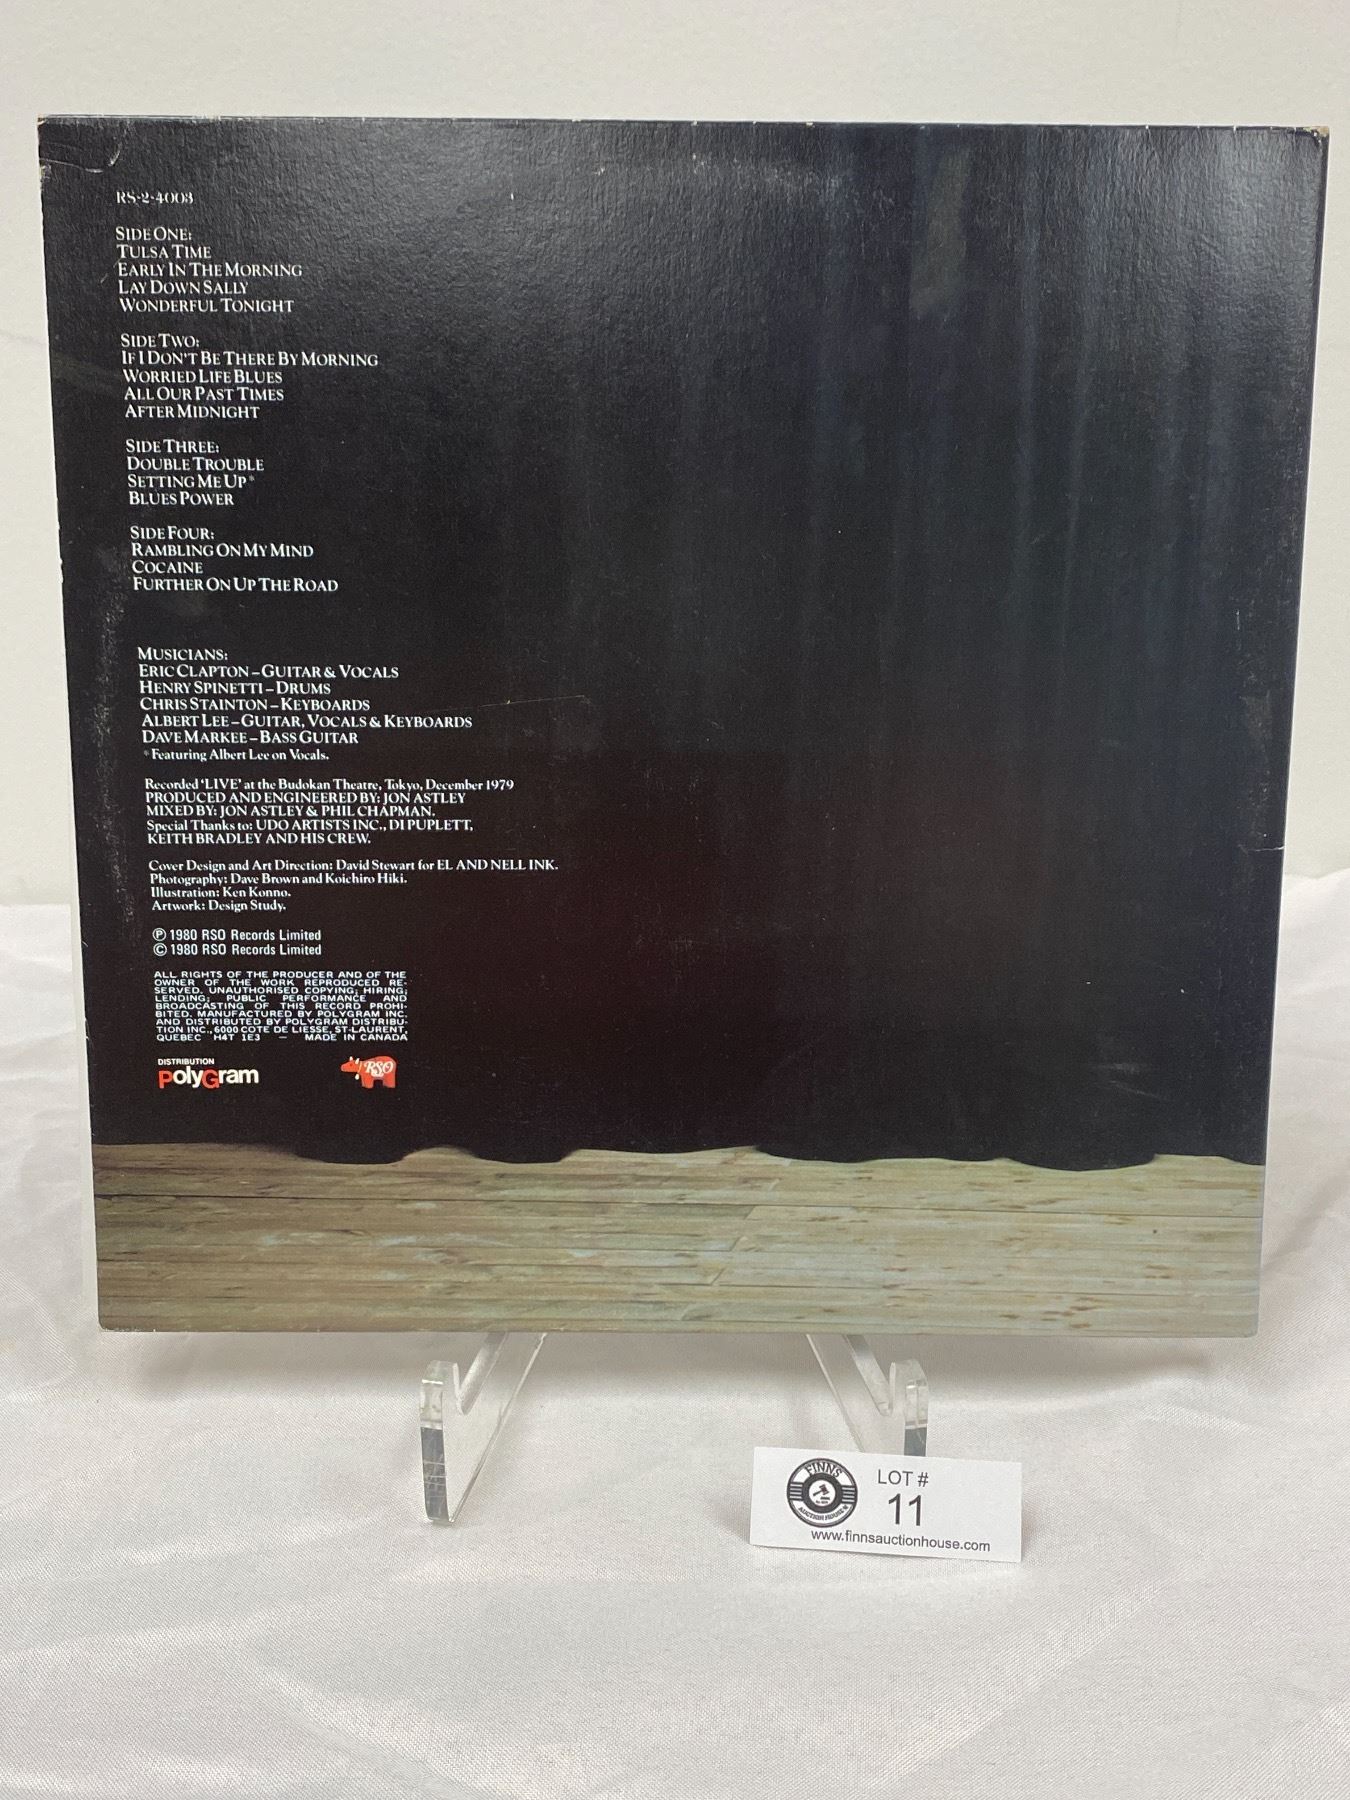 RS-2-4003
SIDE ONE:
TULSA TIME
EARLY IN THE MORNING
LAY DOWN SALLY
WONDERFUL TONIGHT
SIDE TWO:
IF I DON'T BE THERE BY MORNING
WORRIED LIFE BLUES
ALL OUR PAST TIMES
AFTER MIDNIGHT
SIDE THREE:
DOUBLE TROUBLE
SETTING ME UP*
BLUES POWER
SIDE FOUR:
RAMBLING ON MY MIND
COCAINE
FURTHER ON UP THE ROAD
MUSICIANS:
ERIC CLAPTON – GUITAR & VOCALS
HENRY SPINETTI – DRUMS
CHRIS STAINTON – KEYBOARDS
ALBERT LEE – GUITAR, VOCALS & KEYBOARDS
DAVE MARKEE – BASS GUITAR
*Featuring Albert Lee on Vocals.
Recorded 'LIVE' at the Budokan Theatre, Tokyo, December 1979
PRODUCED AND ENGINEERED BY: JON ASTLEY
MIXED BY: JON ASTLEY & PHIL CHAPMAN.
Special Thanks to: UDO ARTISTS INC., DI PUPLETT,
KEITH BRADLEY AND HIS CREW.
Cover Design and Art Direction: David Stewart for EL AND NELL INK.
Photography: Dave Brown and Koichiro Hiki.
Illustration: Ken Konno.
Artwork: Design Study.
℗ 1980 RSO Records Limited
© 1980 RSO Records Limited
ALL RIGHTS OF THE PRODUCER AND OF THE
OWNER OF THE WORK REPRODUCED RE-
SERVED. UNAUTHORISED COPYING; HIRING;
LENDING; PUBLIC PERFORMANCE AND
BROADCASTING OF THIS RECORD PROHI-
BITED. MANUFACTURED BY POLYGRAM INC.
AND DISTRIBUTED BY POLYGRAM DISTRIBU-
TION INC., 6000 COTE DE LIESSE, ST-LAURENT,
QUEBEC H4T 1E3 — MADE IN CANADA
DISTRIBUTION
PolyGram
RSO
FINNS
AUCTION HOUSE
LOT #
11
www.finnsauctionhouse.com